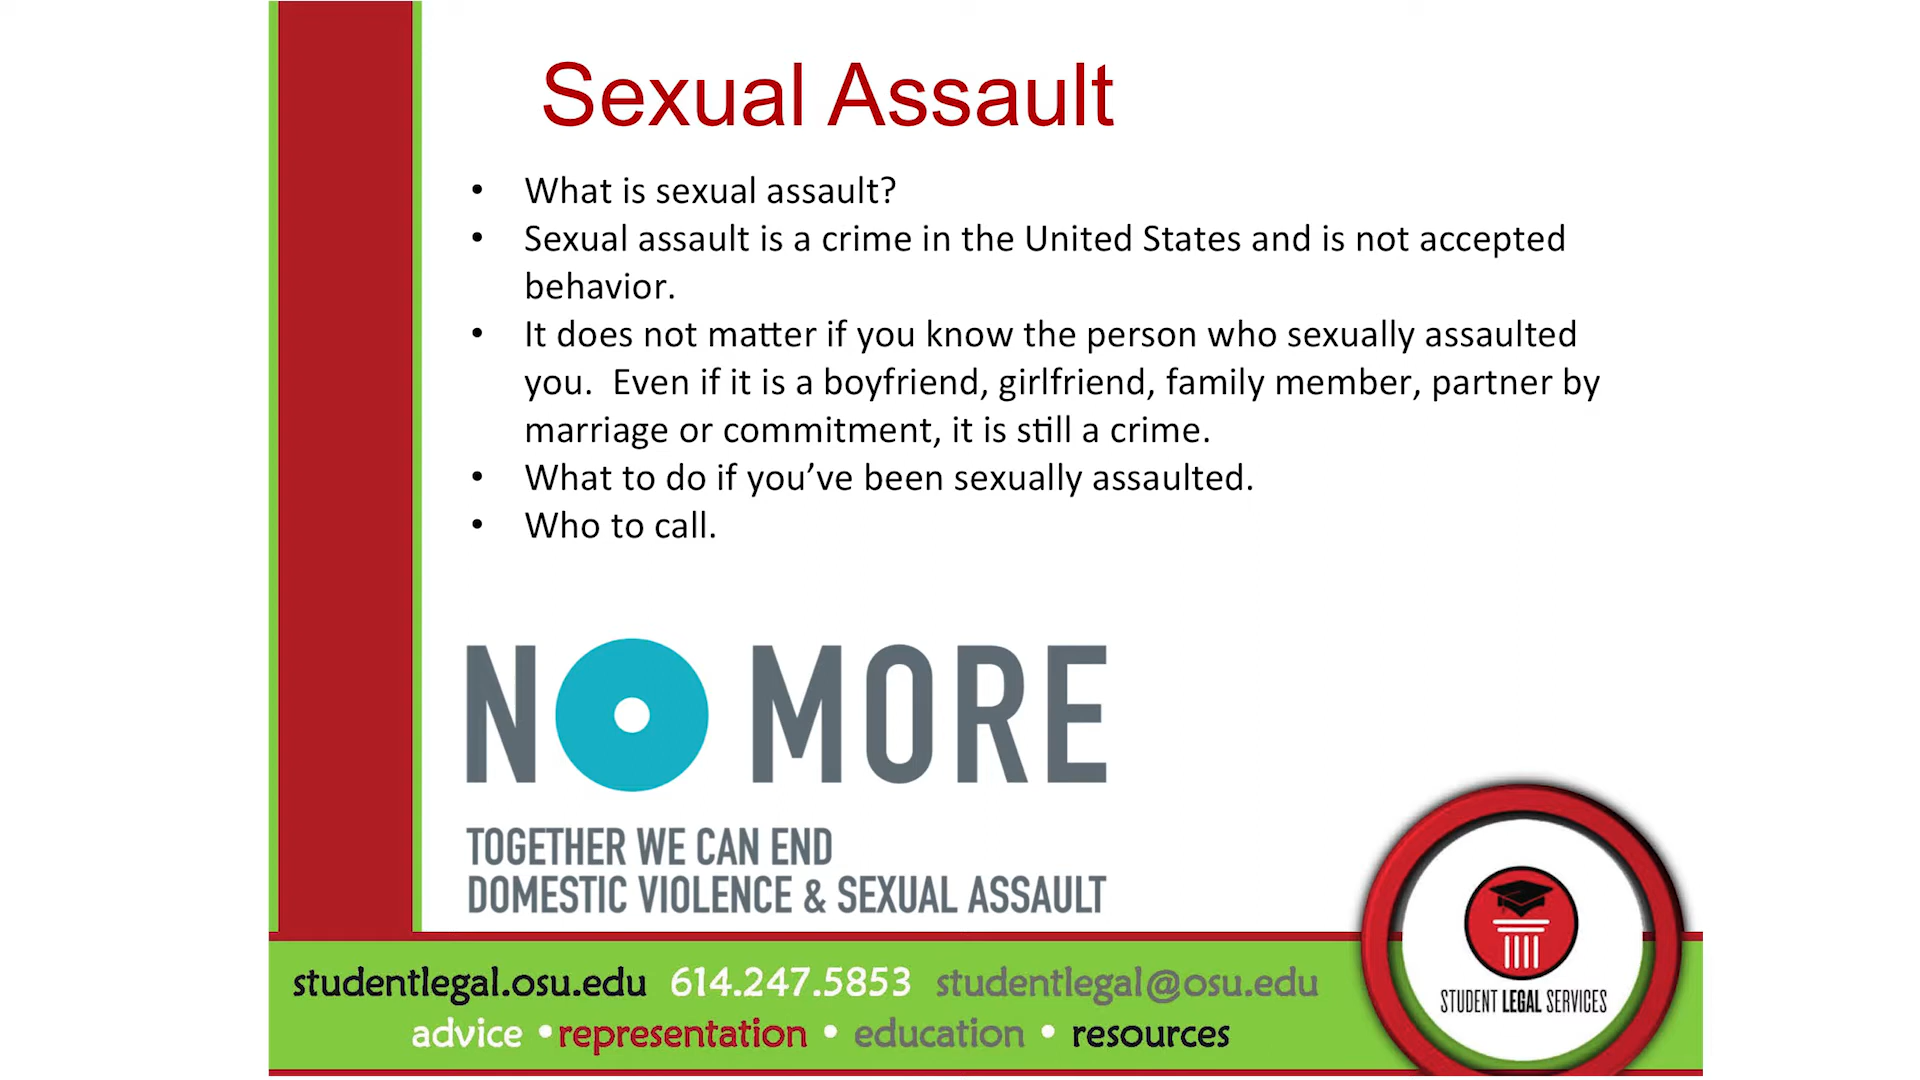 Sexual Assault
• What is sexual assault?
• Sexual assault is a crime in the United States and is not accepted
behavior.
• It does not matter if you know the person who sexually assaulted
you.  Even if it is a boyfriend, girlfriend, family member, partner by
marriage or commitment, it is still a crime.
• What to do if you’ve been sexually assaulted.
• Who to call.
NO MORE
TOGETHER WE CAN END
DOMESTIC VIOLENCE & SEXUAL ASSAULT
studentlegal.osu.edu 614.247.5853 studentlegal@osu.edu
advice • representation • education • resources
STUDENT LEGAL SERVICES